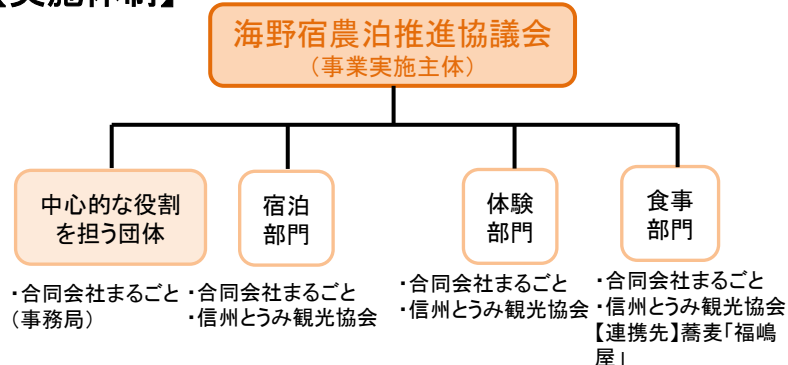 【実施体制】
海野宿農泊推進協議会
（事業実施主体）
中心的な役割
を担う団体
宿泊
部門
体験
部門
食事
部門
・合同会社まるごと
（事務局）
・合同会社まるごと
・信州とうみ観光協会
・合同会社まるごと
・信州とうみ観光協会
・合同会社まるごと
・信州とうみ観光協会
【連携先】蕎麦「福嶋
屋」